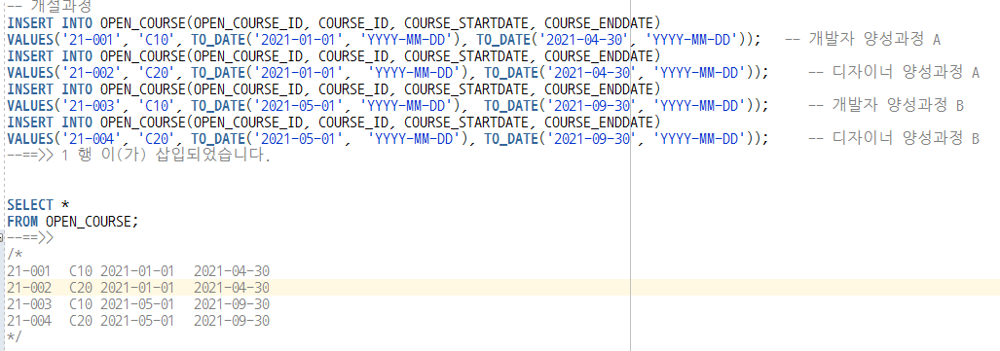 -- 개설과정
INSERT INTO OPEN_COURSE(OPEN_COURSE_ID, COURSE_ID, COURSE_STARTDATE, COURSE_ENDDATE)
VALUES('21-001', 'C10', TO_DATE('2021-01-01', 'YYYY-MM-DD'), TO_DATE('2021-04-30', 'YYYY-MM-DD'));   -- 개발자 양성과정 A
INSERT INTO OPEN_COURSE(OPEN_COURSE_ID, COURSE_ID, COURSE_STARTDATE, COURSE_ENDDATE)
VALUES('21-002', 'C20', TO_DATE('2021-01-01',  'YYYY-MM-DD'), TO_DATE('2021-04-30', 'YYYY-MM-DD'));     -- 디자이너 양성과정 A
INSERT INTO OPEN_COURSE(OPEN_COURSE_ID, COURSE_ID, COURSE_STARTDATE, COURSE_ENDDATE)
VALUES('21-003', 'C10', TO_DATE('2021-05-01', 'YYYY-MM-DD'), TO_DATE('2021-09-30', 'YYYY-MM-DD'));     -- 개발자 양성과정 B
INSERT INTO OPEN_COURSE(OPEN_COURSE_ID, COURSE_ID, COURSE_STARTDATE, COURSE_ENDDATE)
VALUES('21-004', 'C20', TO_DATE('2021-05-01',  'YYYY-MM-DD'), TO_DATE('2021-09-30', 'YYYY-MM-DD'));     -- 디자이너 양성과정 B
--==>> 1 행 이(가) 삽입되었습니다.
SELECT *
FROM OPEN_COURSE;
--==>>
/*
21-001  C10 2021-01-01  2021-04-30
21-002  C20 2021-01-01  2021-04-30
21-003  C10 2021-05-01  2021-09-30
21-004  C20 2021-05-01  2021-09-30
*/